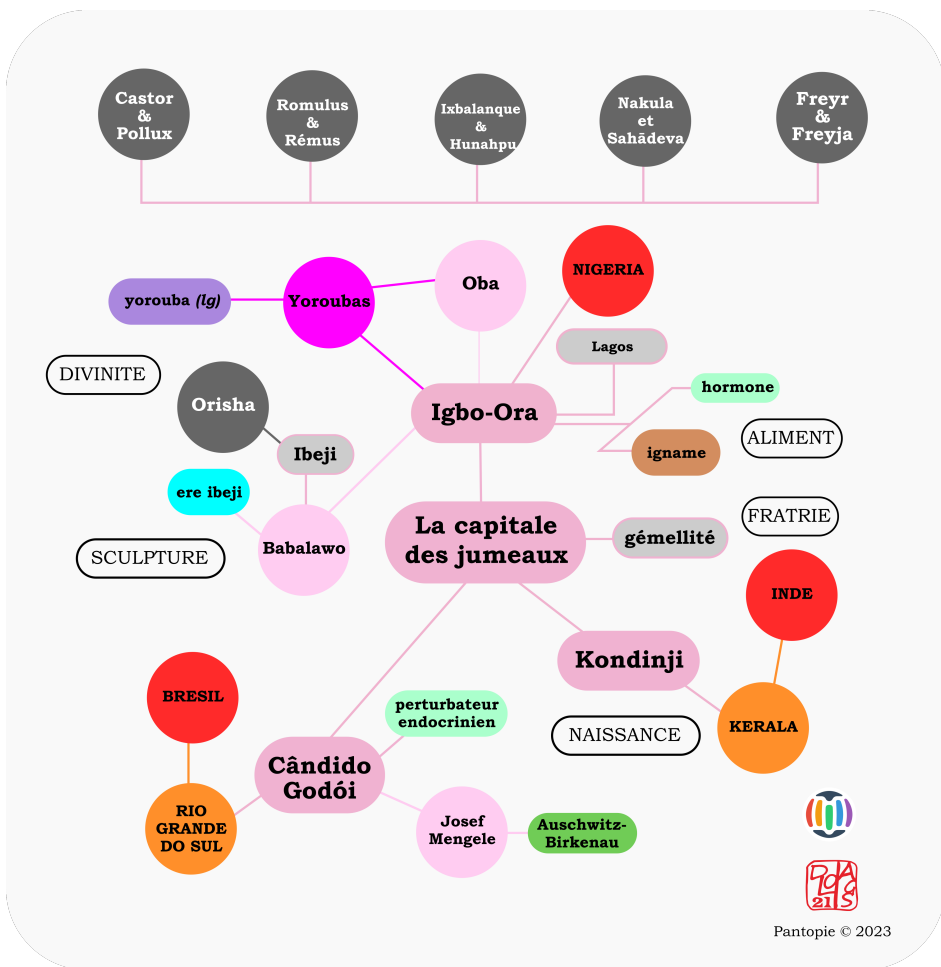 Castor
&
Pollux
Romulus
&
Rémus
Ixbalanque
&
Hunahpu
Nakula
et
Sahādeva
Freyr
&
Freyja
NIGERIA
Oba
Yoroubas
yorouba (lg)
Lagos
DIVINITE
hormone
Orisha
Igbo-Ora
ALIMENT
Ibeji
igname
ere ibeji
FRATRIE
La capitale
des jumeaux
gémellité
Babalawo
SCULPTURE
INDE
Kondinji
BRESIL
perturbateur
endocrinien
NAISSANCE
KERALA
Cândido
Godói
RIO
GRANDE
DO SUL
Josef
Mengele
Auschwitz-
Birkenau
21
Pantopie © 2023